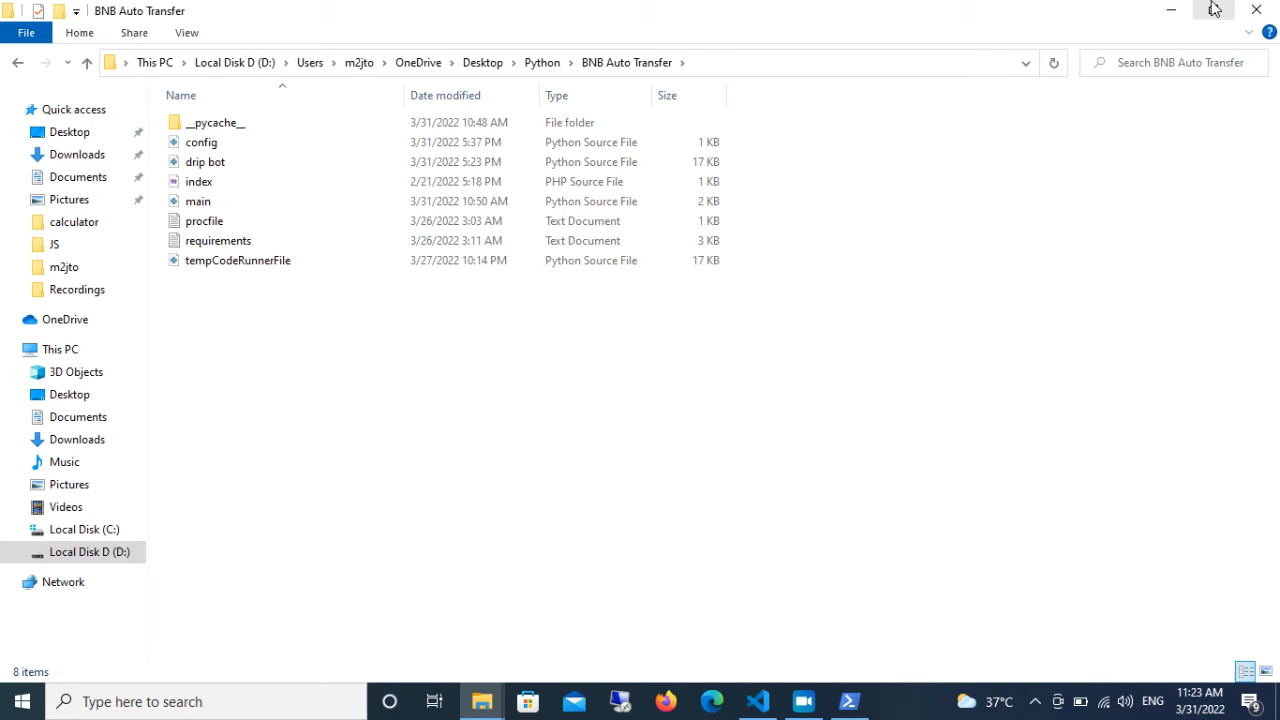 BNB Auto Transfer
File Home Share View
This PC Local Disk D (D:) Users m2jto OneDrive Desktop Python BNB Auto Transfer Search BNB Auto Transfer
Name Date modified Type Size
Quick access
Desktop
Downloads
Documents
Pictures
calculator
JS
m2jto
Recordings
OneDrive
This PC
3D Objects
Desktop
Documents
Downloads
Music
Pictures
Videos
Local Disk (C:)
Local Disk D (D:)
Network
__pycache__ 3/31/2022 10:48 AM File folder
config 3/31/2022 5:37 PM Python Source File 1 KB
drip bot 3/31/2022 5:23 PM Python Source File 17 KB
index 2/21/2022 5:18 PM PHP Source File 1 KB
main 3/31/2022 10:50 AM Python Source File 2 KB
procfile 3/26/2022 3:03 AM Text Document 1 KB
requirements 3/26/2022 3:11 AM Text Document 3 KB
tempCodeRunnerFile 3/27/2022 10:14 PM Python Source File 17 KB
8 items
Type here to search
37°C
ENG
11:23 AM
3/31/2022
9